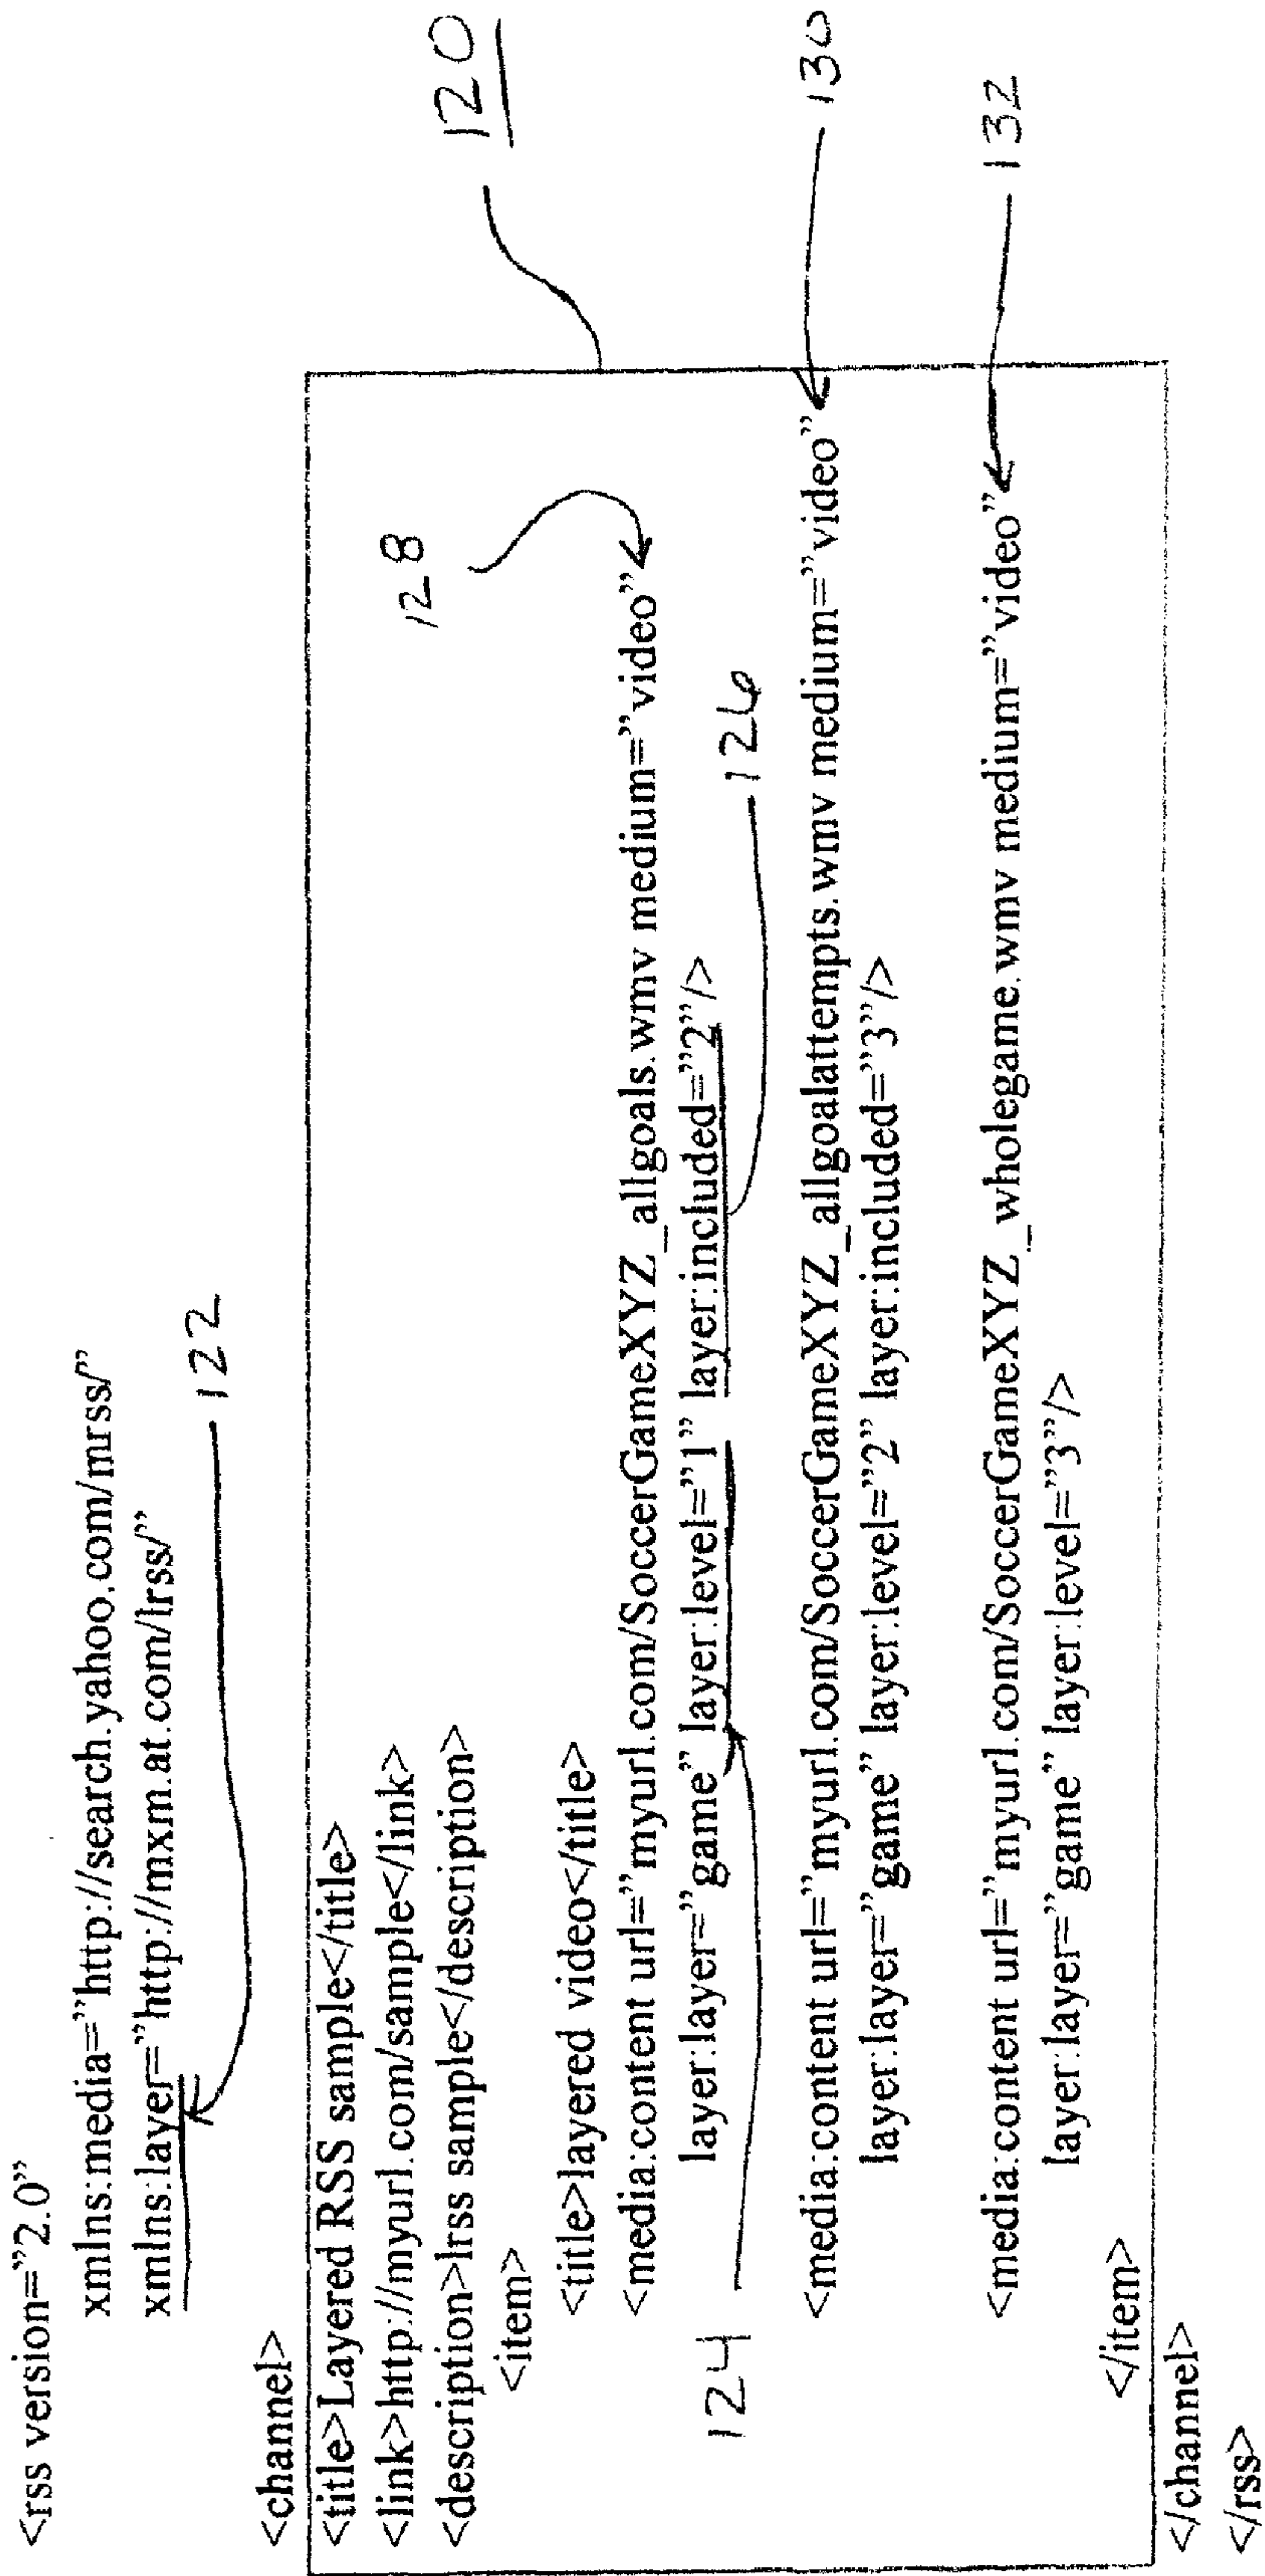 <rss version="2.0"
xmlns:media="http://search.yahoo.com/mrss/"
xmlns:layer="http://mxm.at.com/lrss/"
122
<channel>
120
<title>Layered RSS sample</title>
<link>http://myurl.com/sample</link>
128
<description>lrss sample</description>
<item>
<title>layered video</title>
<media:content url="myurl.com/SoccerGameXYZ_allgoals.wmv medium="video"
layer:layer="game" layer:level="1" layer:included="2"/>
124
126
<media:content url="myurl.com/SoccerGameXYZ_allgoalattempts.wmv medium="video"
130
layer:layer="game" layer:level="2" layer:included="3"/>
<media:content url="myurl.com/SoccerGameXYZ_wholegame.wmv medium="video"
132
layer:layer="game" layer:level="3"/>
</item>
</channel>
</rss>